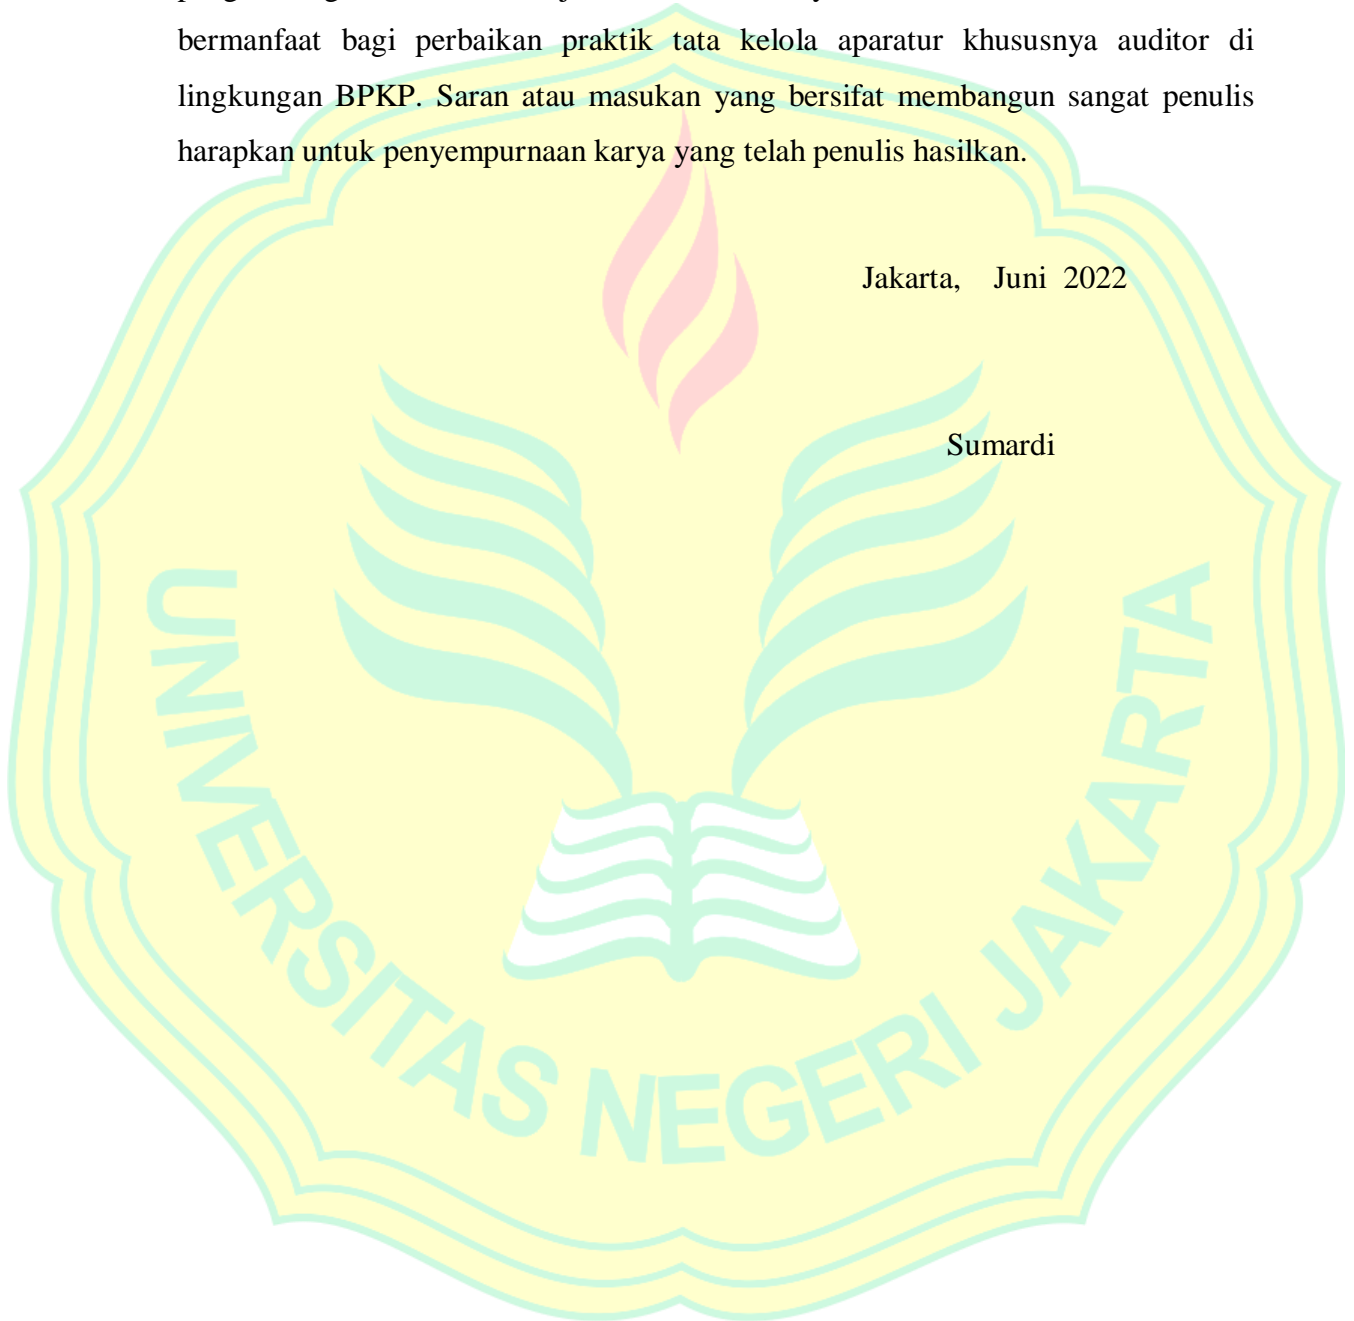 bermanfaat bagi perbaikan praktik tata kelola aparatur khususnya auditor di
lingkungan BPKP. Saran atau masukan yang bersifat membangun sangat penulis
harapkan untuk penyempurnaan karya yang telah penulis hasilkan.
Jakarta, Juni 2022
Sumardi
UNIVERSITAS NEGERI JAKARTA